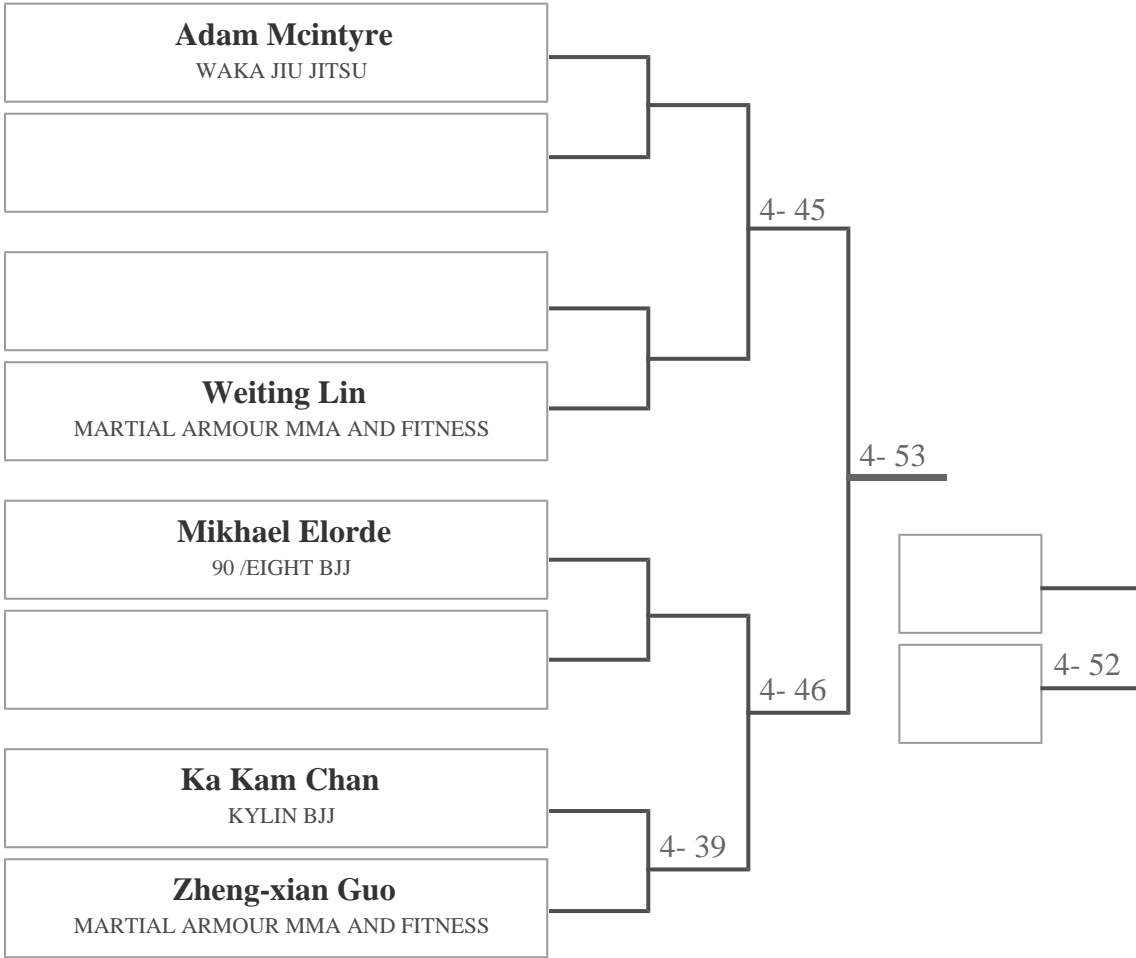 Adam Mcintyre
WAKA JIU JITSU
4- 45
Weiting Lin
MARTIAL ARMOUR MMA AND FITNESS
4- 53
Mikhael Elorde
90 /EIGHT BJJ
4- 52
4- 46
Ka Kam Chan
KYLIN BJJ
4- 39
Zheng-xian Guo
MARTIAL ARMOUR MMA AND FITNESS